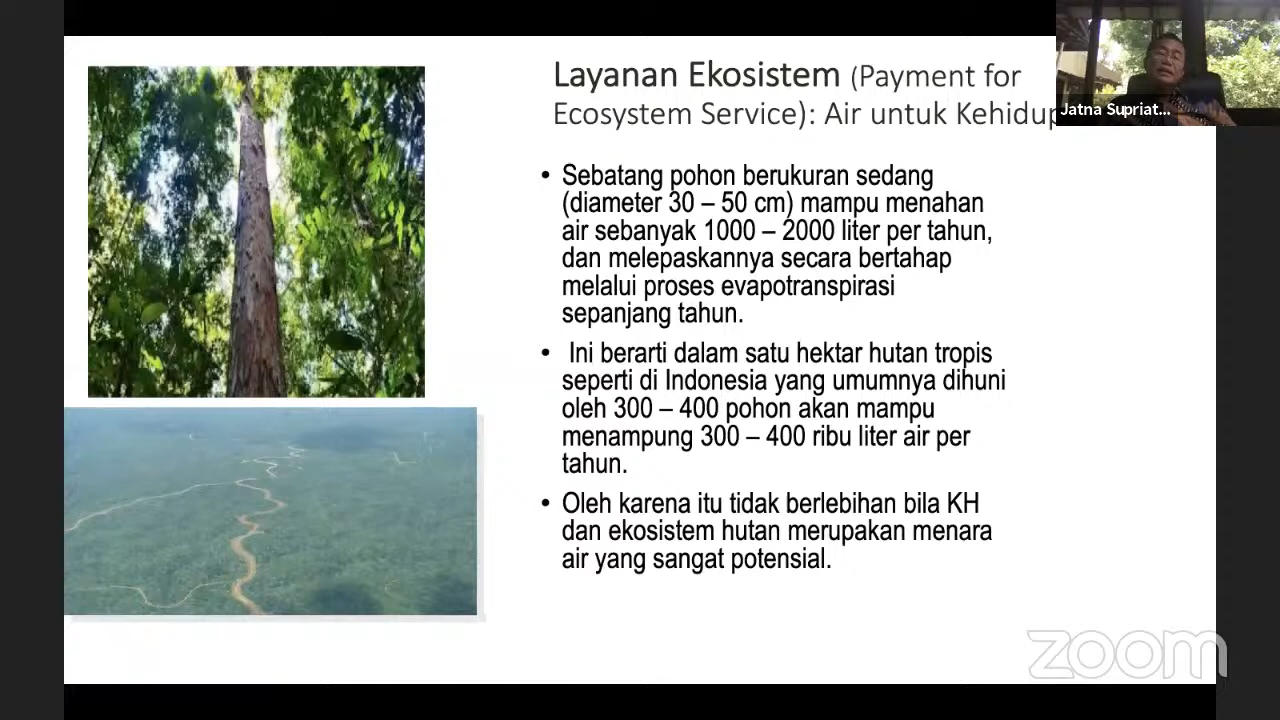 Layanan Ekosistem (Payment for
Ecosystem Service): Air untuk
Jatna Supriat...
• Sebatang pohon berukuran sedang
(diameter 30 – 50 cm) mampu menahan
air sebanyak 1000 – 2000 liter per tahun,
dan melepaskannya secara bertahap
melalui proses evapotranspirasi
sepanjang tahun.
• Ini berarti dalam satu hektar hutan tropis
seperti di Indonesia yang umumnya dihuni
oleh 300 – 400 pohon akan mampu
menampung 300 – 400 ribu liter air per
tahun.
• Oleh karena itu tidak berlebihan bila KH
dan ekosistem hutan merupakan menara
air yang sangat potensial.
zoom